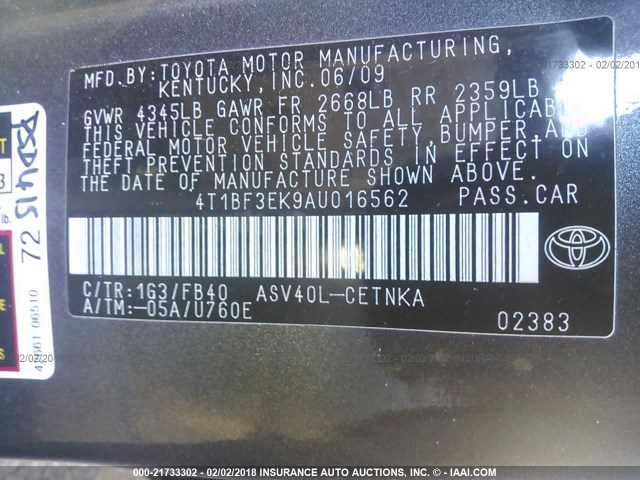 MFD.BY:TOYOTA MOTOR MANUFACTURING,
KENTUCKY,INC.06/09
GVWR 4345LB GAWR FR 2668LB RR 2359LB
THIS VEHICLE CONFORMS TO ALL APPLICABLE
FEDERAL MOTOR VEHICLE SAFETY,BUMPER,AND
THEFT PREVENTION STANDARDS IN EFFECT ON
THE DATE OF MANUFACTURE SHOWN ABOVE.
4T1BF3EK9AU016562 PASS.CAR
C/TR:1G3/FB40 ASV40L-CETNKA
A/TM:-05A/U760E
02383
TOYOTA
72
lb.
000-21733302 - 02/02/2018 INSURANCE AUTO AUCTIONS, INC. - © - IAAI.COM